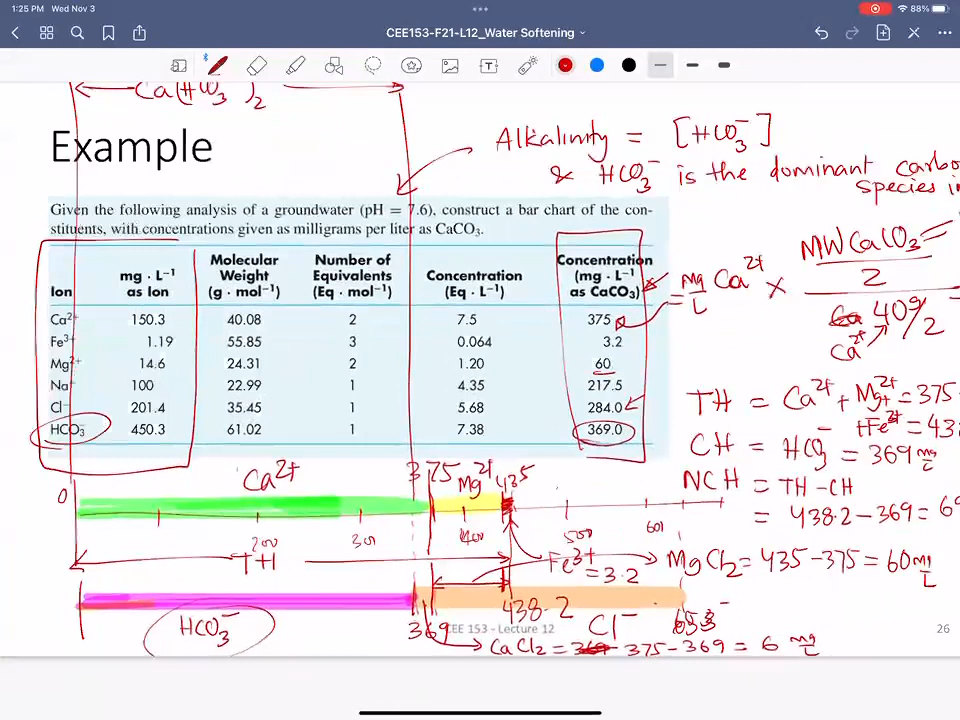 1:25 PM Wed Nov 3
88%
CEE153-F21-L12_Water Softening
Ca(HCO3)2
Example
Alkalinity = [HCO3-]
& HCO3- is the dominant carbo
species in
Given the following analysis of a groundwater (pH = 7.6), construct a bar chart of the con-
stituents, with concentrations given as milligrams per liter as CaCO3.
Ion mg · L−1 as Ion Molecular Weight (g · mol−1) Number of Equivalents (Eq · mol−1) Concentration (Eq · L−1) Concentration (mg · L−1 as CaCO3)
Ca2+ 150.3 40.08 2 7.5 375
Fe3+ 1.19 55.85 3 0.064 3.2
Mg2+ 14.6 24.31 2 1.20 60
Na+ 100 22.99 1 4.35 217.5
Cl− 201.4 35.45 1 5.68 284.0
HCO3− 450.3 61.02 1 7.38 369.0
= mg/L Ca2+ × MW CaCO3/2
40/2
Ca2+
TH = Ca2+ + Mg2+ = 375
+Fe3+ = 438
CH = HCO3- = 369 mg/L
NCH = TH - CH
= 438.2 - 369 = 69
0 Ca2+ 375 Mg2+ 435
200 300 400 500 600
TH
Fe3+ = 3.2
MgCl2 = 435 - 375 = 60 mg/L
HCO3- 369 438.2 Cl-
CEE 153 - Lecture 12
26
CaCl2 = 375 - 369 = 6 mg/L